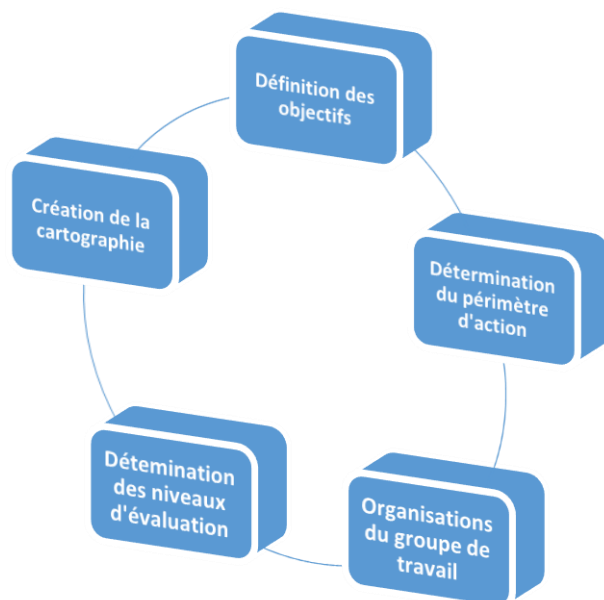 Définition des
objectifs
Détermination
du périmètre
d'action
Organisations
du groupe de
travail
Détemination
des niveaux
d'évaluation
Création de la
cartographie